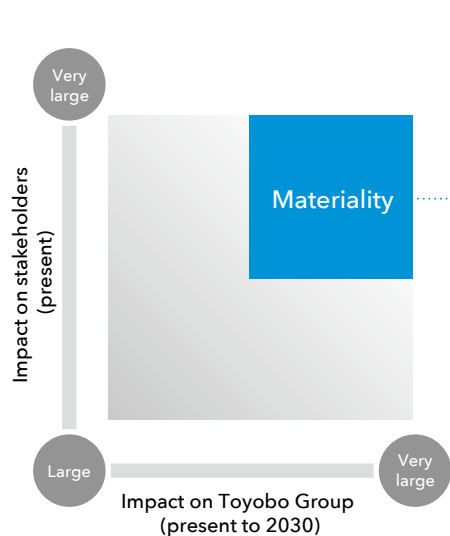 Very
large
Materiality
Impact on stakeholders
(present)
Large
Very
large
Impact on Toyobo Group
(present to 2030)